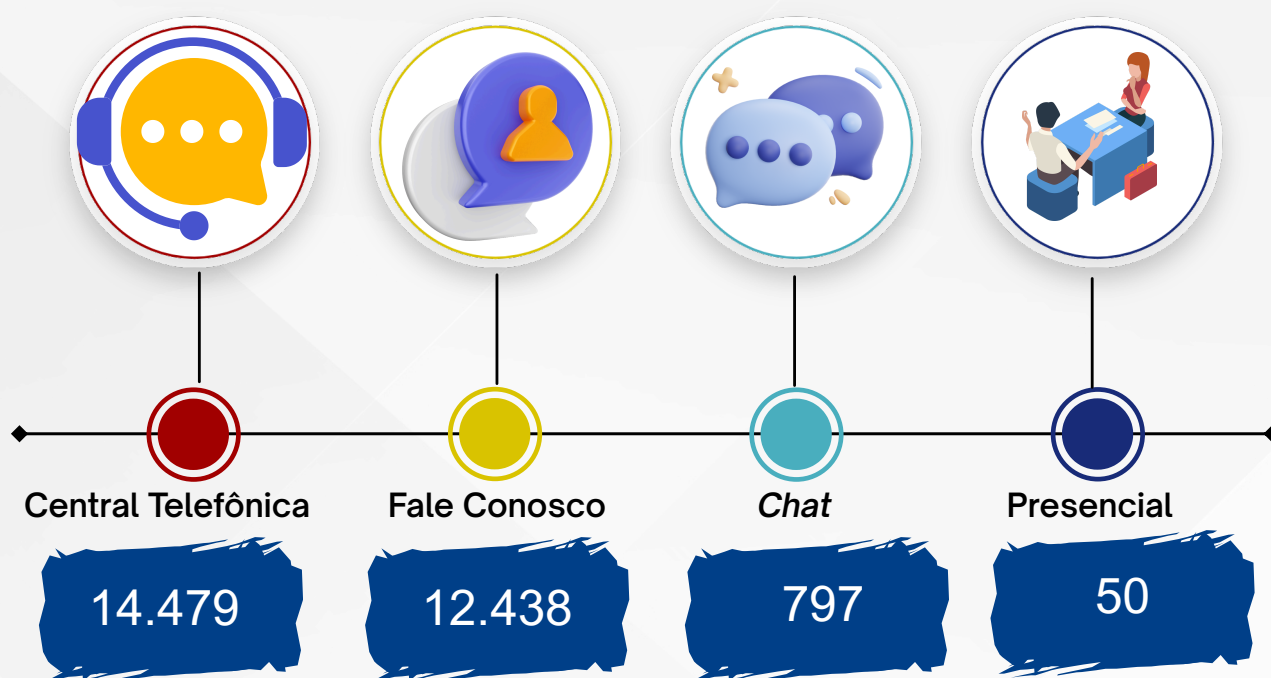 Central Telefônica
Fale Conosco
Chat
Presencial
14.479
12.438
797
50